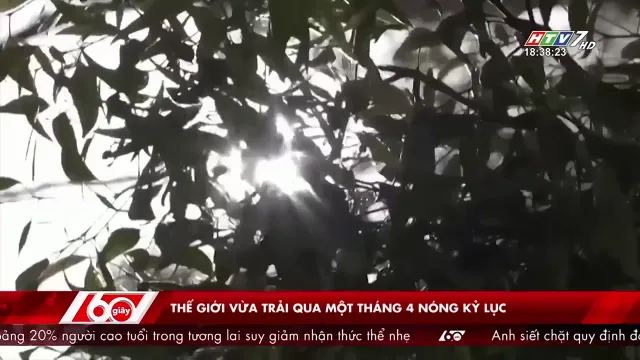 HTV7 HD
18:38:23
60 giây
THẾ GIỚI VỪA TRẢI QUA MỘT THÁNG 4 NÓNG KỶ LỤC
20% người cao tuổi trong tương lai suy giảm nhận thức thể nhẹ 60 Anh siết chặt quy định